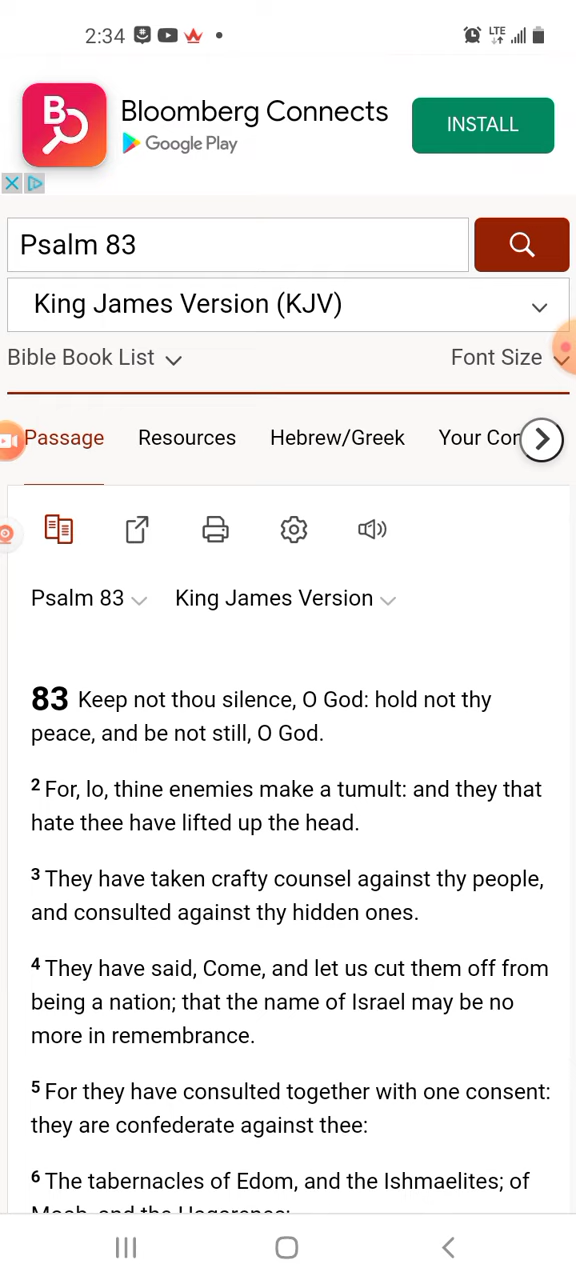 2:34
LTE
Bloomberg Connects
Google Play
INSTALL
Psalm 83
King James Version (KJV)
Bible Book List
Font Size
Passage Resources Hebrew/Greek Your Con
Psalm 83 King James Version
83 Keep not thou silence, O God: hold not thy
peace, and be not still, O God.
2 For, lo, thine enemies make a tumult: and they that
hate thee have lifted up the head.
3 They have taken crafty counsel against thy people,
and consulted against thy hidden ones.
4 They have said, Come, and let us cut them off from
being a nation; that the name of Israel may be no
more in remembrance.
5 For they have consulted together with one consent:
they are confederate against thee:
6 The tabernacles of Edom, and the Ishmaelites; of
Moab, and the Hagarenes;